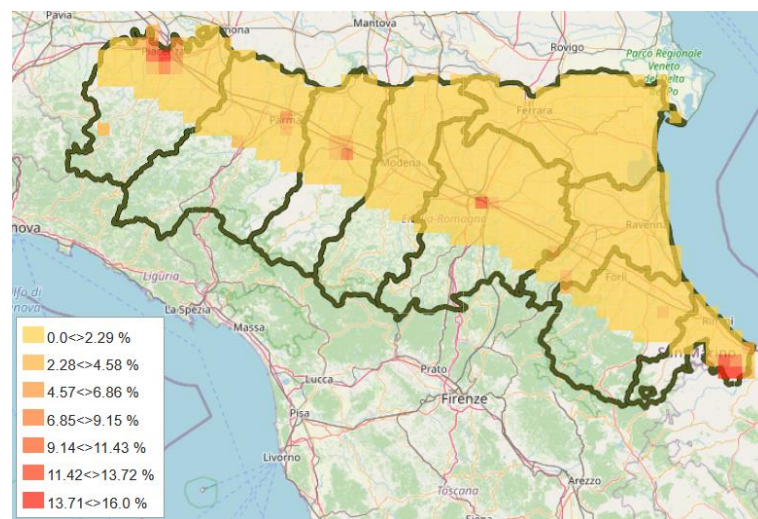 Pavia
Mantova
Rovigo
Parco Regionale
Veneto
del Delta
Po
Ferrara
Parma
Modena
Emilia-Romagna
Ravenna
Forlì
Liguria
La Spezia
Massa
San Marino
Lucca
Prato
Firenze
Pisa
Livorno
Toscana
Arezzo
Siena
0.0<>2.29 %
2.28<>4.58 %
4.57<>6.86 %
6.85<>9.15 %
9.14<>11.43 %
11.42<>13.72 %
13.71<>16.0 %